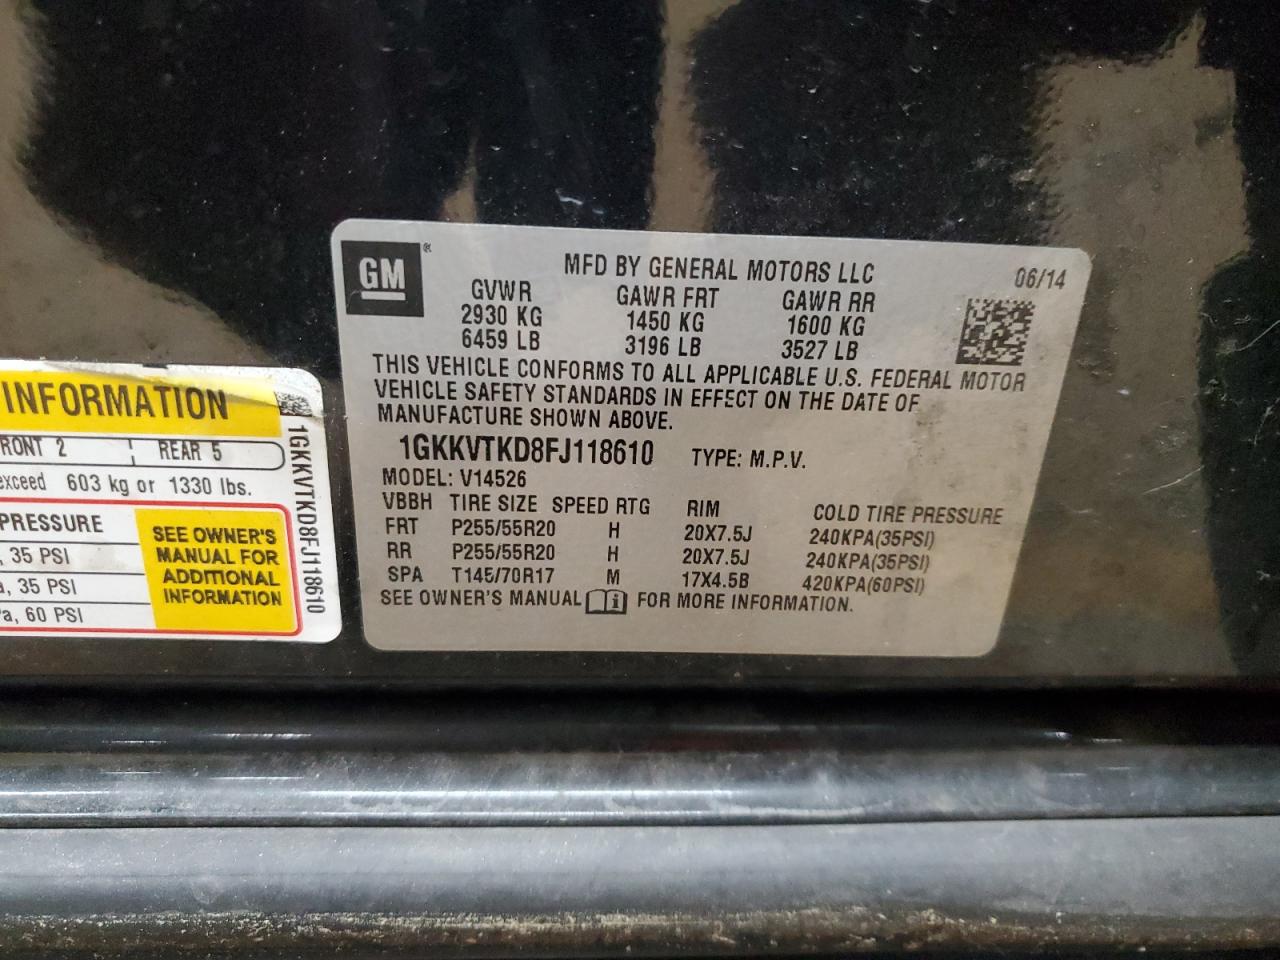 INFORMATION
RONT 2 REAR 5
xceed 603 kg or 1330 lbs.
PRESSURE
, 35 PSI
a, 35 PSI
Pa, 60 PSI
SEE OWNER'S
MANUAL FOR
ADDITIONAL
INFORMATION
1GKKVTKD8FJ118610
GM ®
MFD BY GENERAL MOTORS LLC 06/14
GVWR GAWR FRT GAWR RR
2930 KG 1450 KG 1600 KG
6459 LB 3196 LB 3527 LB
THIS VEHICLE CONFORMS TO ALL APPLICABLE U.S. FEDERAL MOTOR
VEHICLE SAFETY STANDARDS IN EFFECT ON THE DATE OF
MANUFACTURE SHOWN ABOVE.
1GKKVTKD8FJ118610 TYPE: M.P.V.
MODEL: V14526
VBBH TIRE SIZE SPEED RTG RIM COLD TIRE PRESSURE
FRT P255/55R20 H 20X7.5J 240KPA(35PSI)
RR P255/55R20 H 20X7.5J 240KPA(35PSI)
SPA T145/70R17 M 17X4.5B 420KPA(60PSI)
SEE OWNER'S MANUAL i FOR MORE INFORMATION.